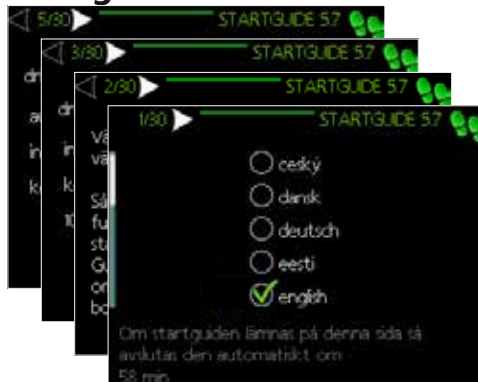 5/30 STARTGUIDE 5.7
3/30 STARTGUIDE 5.7
2/30 STARTGUIDE 5.7
1/30 STARTGUIDE 5.7
ceský
dansk
deutsch
eesti
english
Om startguiden lämnas på denna sida så
avslutas den automatiskt om
58 min